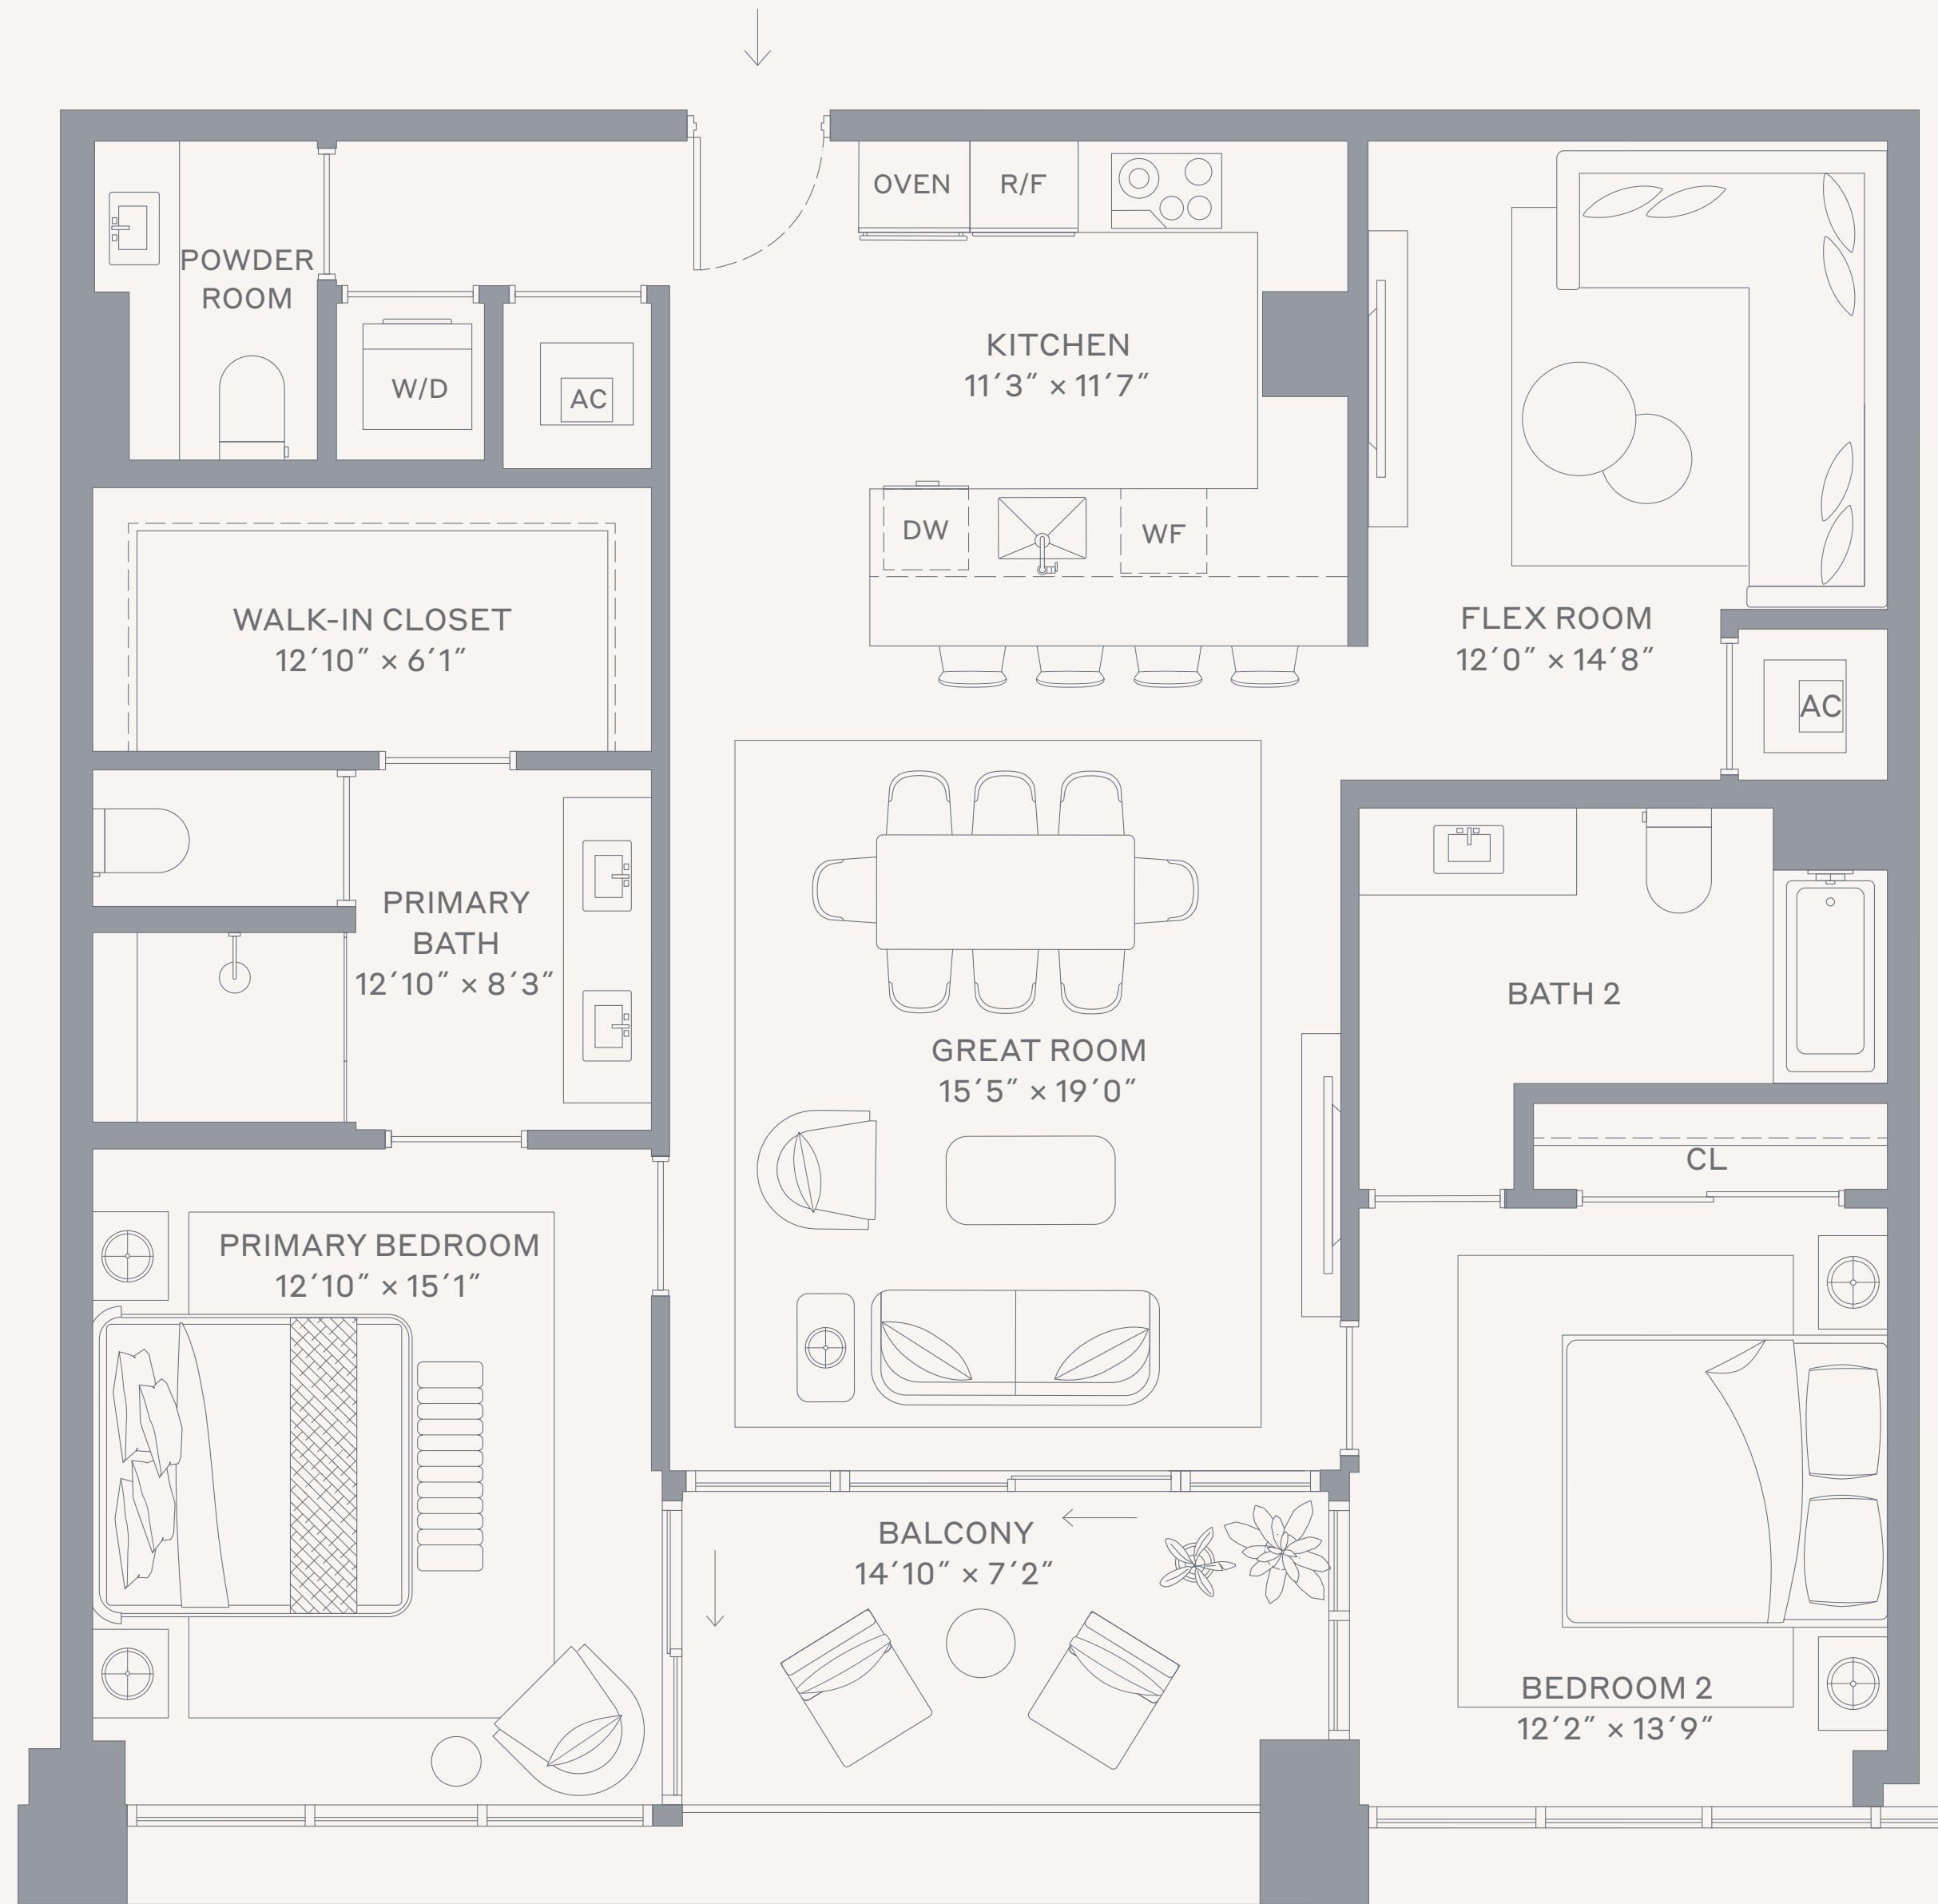 OVEN
R/F
POWDER
ROOM
KITCHEN
11′3″ × 11′7″
W/D
AC
DW
WF
WALK-IN CLOSET
12′10″ × 6′1″
FLEX ROOM
12′0″ × 14′8″
AC
PRIMARY
BATH
12′10″ × 8′3″
BATH 2
GREAT ROOM
15′5″ × 19′0″
CL
PRIMARY BEDROOM
12′10″ × 15′1″
BALCONY
14′10″ × 7′2″
BEDROOM 2
12′2″ × 13′9″